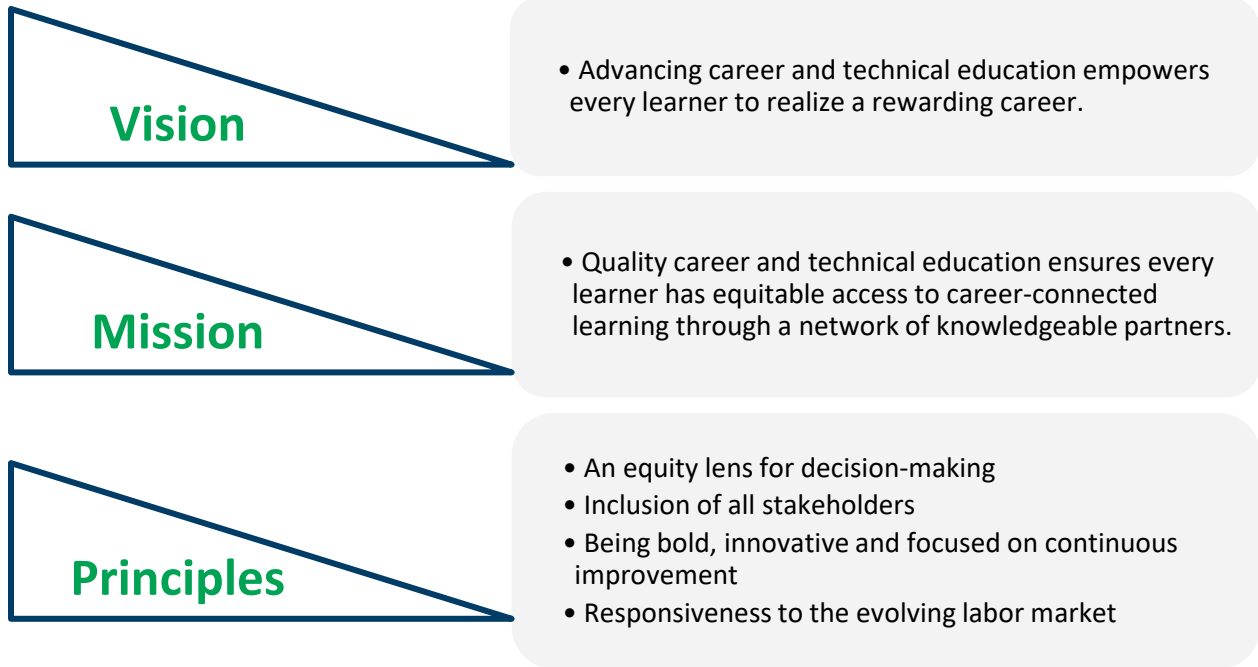 Vision
• Advancing career and technical education empowers
every learner to realize a rewarding career.
Mission
• Quality career and technical education ensures every
learner has equitable access to career-connected
learning through a network of knowledgeable partners.
Principles
• An equity lens for decision-making
• Inclusion of all stakeholders
• Being bold, innovative and focused on continuous
improvement
• Responsiveness to the evolving labor market